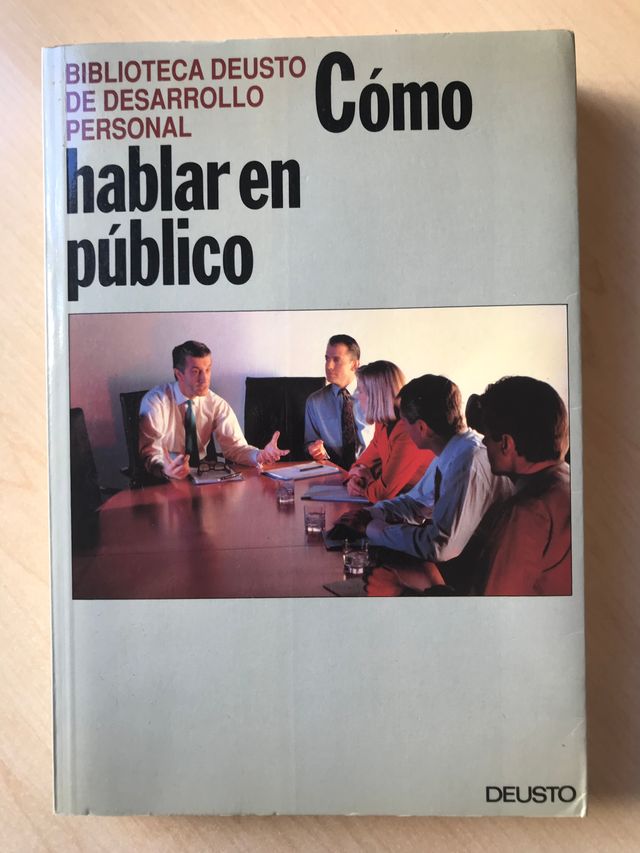 BIBLIOTECA DEUSTO
DE DESARROLLO
PERSONAL
Cómo
hablar en
público
DEUSTO